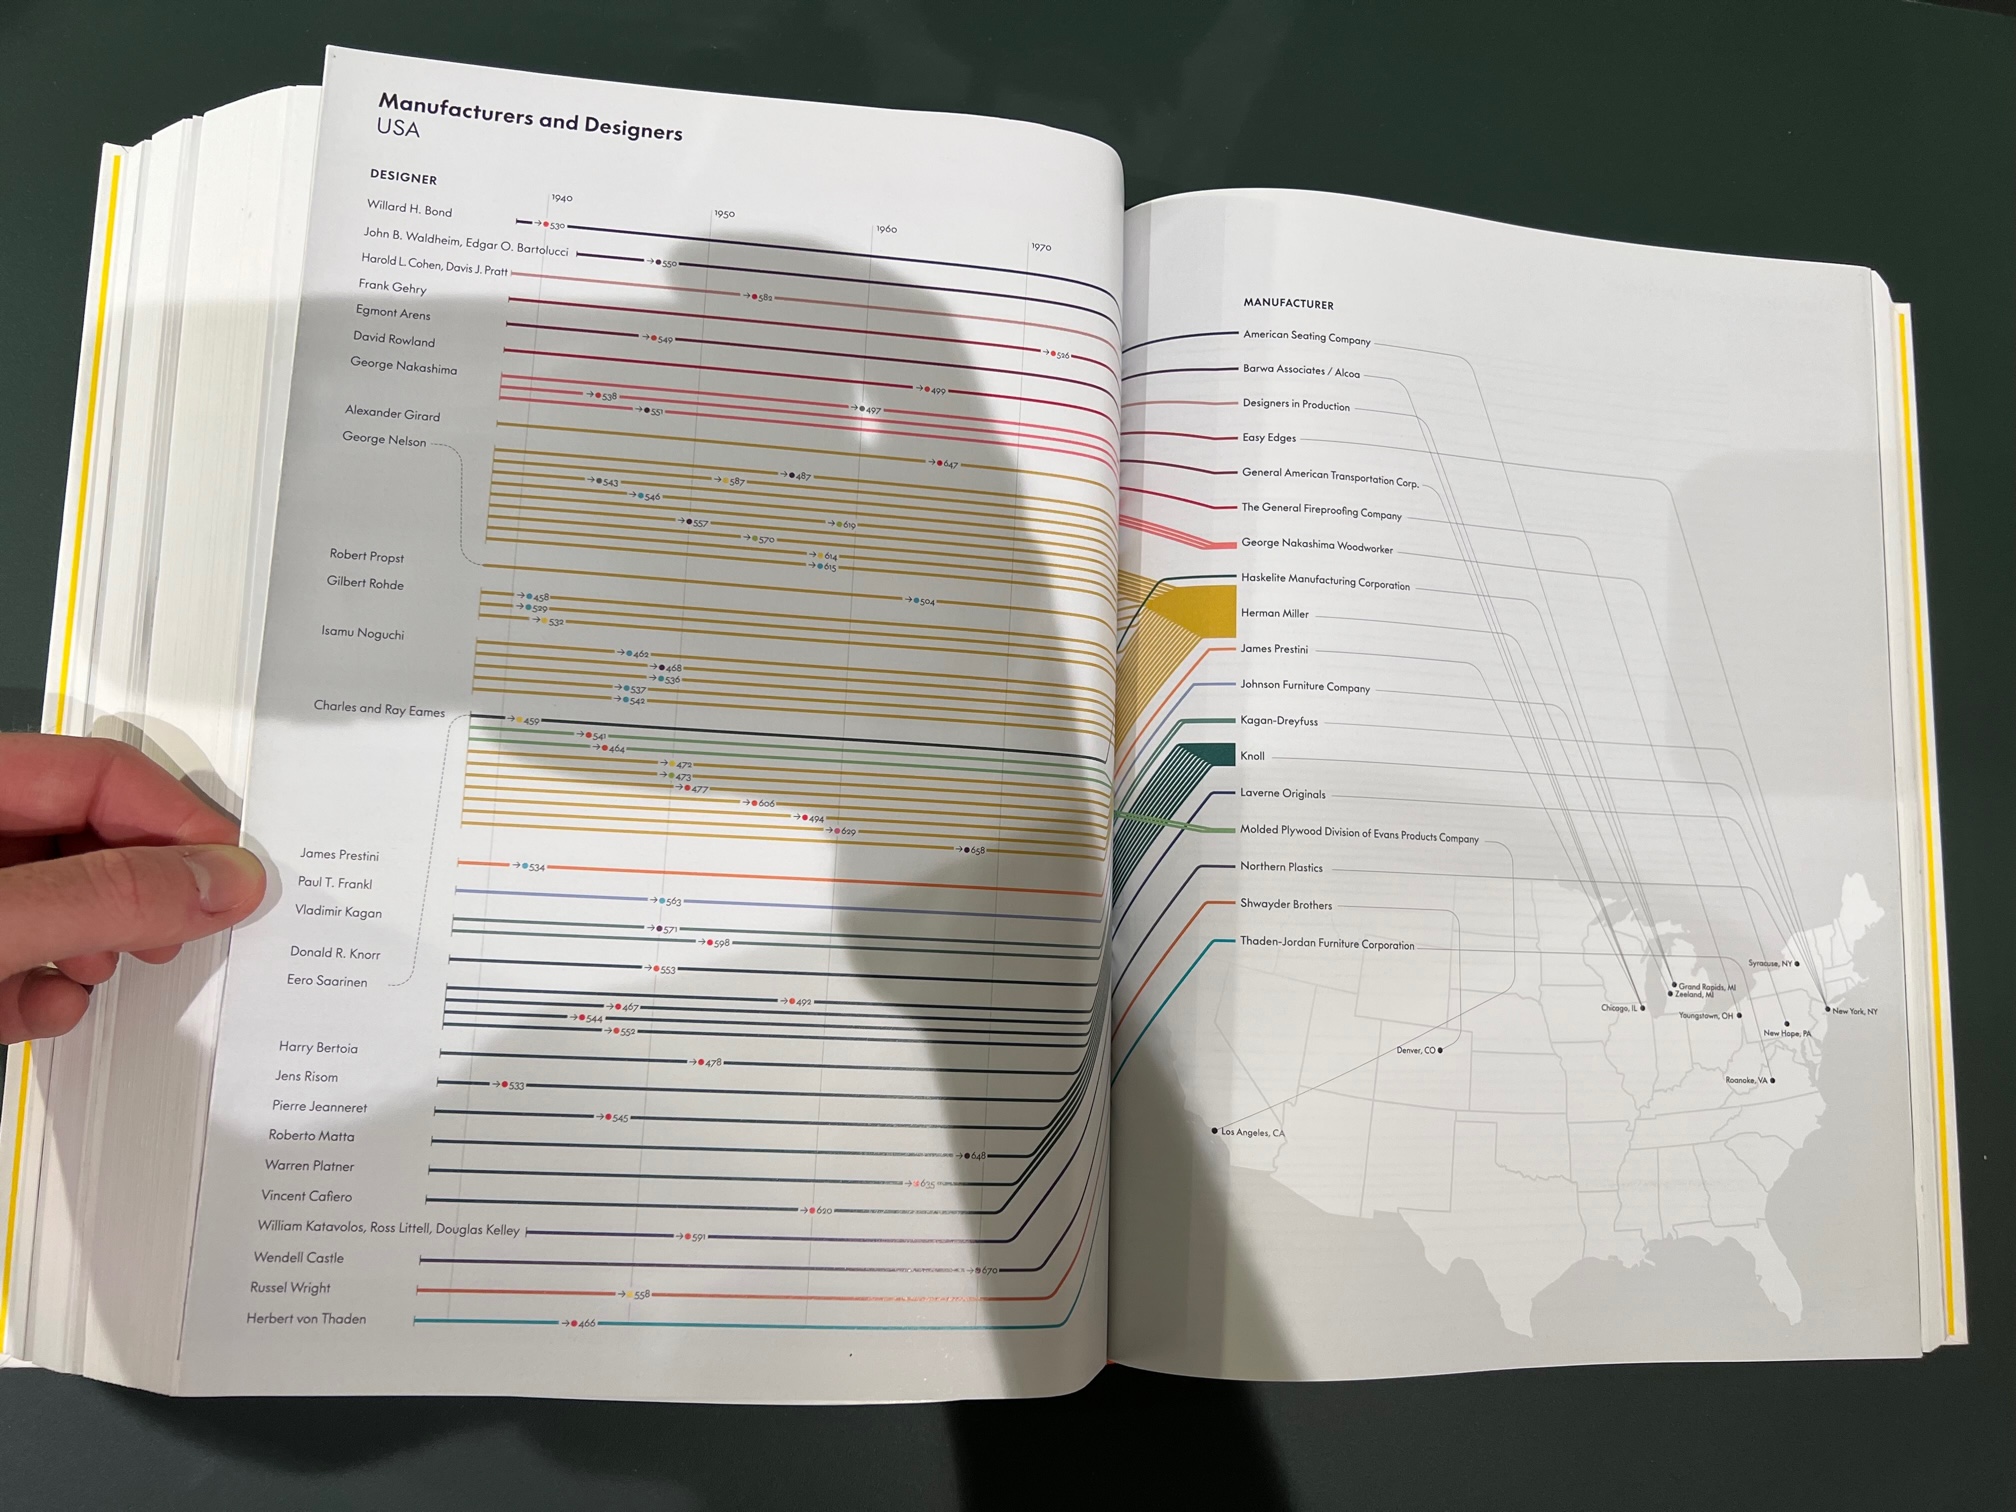 Manufacturers and Designers
USA
DESIGNER
1940
1950
1960
1970
Willard H. Bond
→530
John B. Waldheim, Edgar O. Bartolucci
→550
Harold L. Cohen, Davis J. Pratt
→582
Frank Gehry
→526
Egmont Arens
→549
David Rowland
→499
George Nakashima
→497
→538
→551
Alexander Girard
→647
George Nelson
→487
→587
→543
→546
→557
→619
→570
→614
→615
Robert Propst
→504
Gilbert Rohde
→458
→529
→532
Isamu Noguchi
→462
→468
→536
→537
→542
Charles and Ray Eames
→459
→541
→464
→472
→473
→477
→606
→494
→629
→658
James Prestini
→534
Paul T. Frankl
→563
Vladimir Kagan
→571
→598
Donald R. Knorr
→553
Eero Saarinen
→492
→467
→544
→552
Harry Bertoia
→478
Jens Risom
→533
Pierre Jeanneret
→545
Roberto Matta
→648
Warren Platner
→635
Vincent Cafiero
→620
William Katavolos, Ross Littell, Douglas Kelley
→591
Wendell Castle
→670
Russel Wright
→558
Herbert von Thaden
→466
MANUFACTURER
American Seating Company
Barwa Associates / Alcoa
Designers in Production
Easy Edges
General American Transportation Corp.
The General Fireproofing Company
George Nakashima Woodworker
Haskelite Manufacturing Corporation
Herman Miller
James Prestini
Johnson Furniture Company
Kagan-Dreyfuss
Knoll
Laverne Originals
Molded Plywood Division of Evans Products Company
Northern Plastics
Shwayder Brothers
Thaden-Jordan Furniture Corporation
Syracuse, NY
Grand Rapids, MI
Zeeland, MI
Chicago, IL
Youngstown, OH
New York, NY
New Hope, PA
Denver, CO
Roanoke, VA
Los Angeles, CA